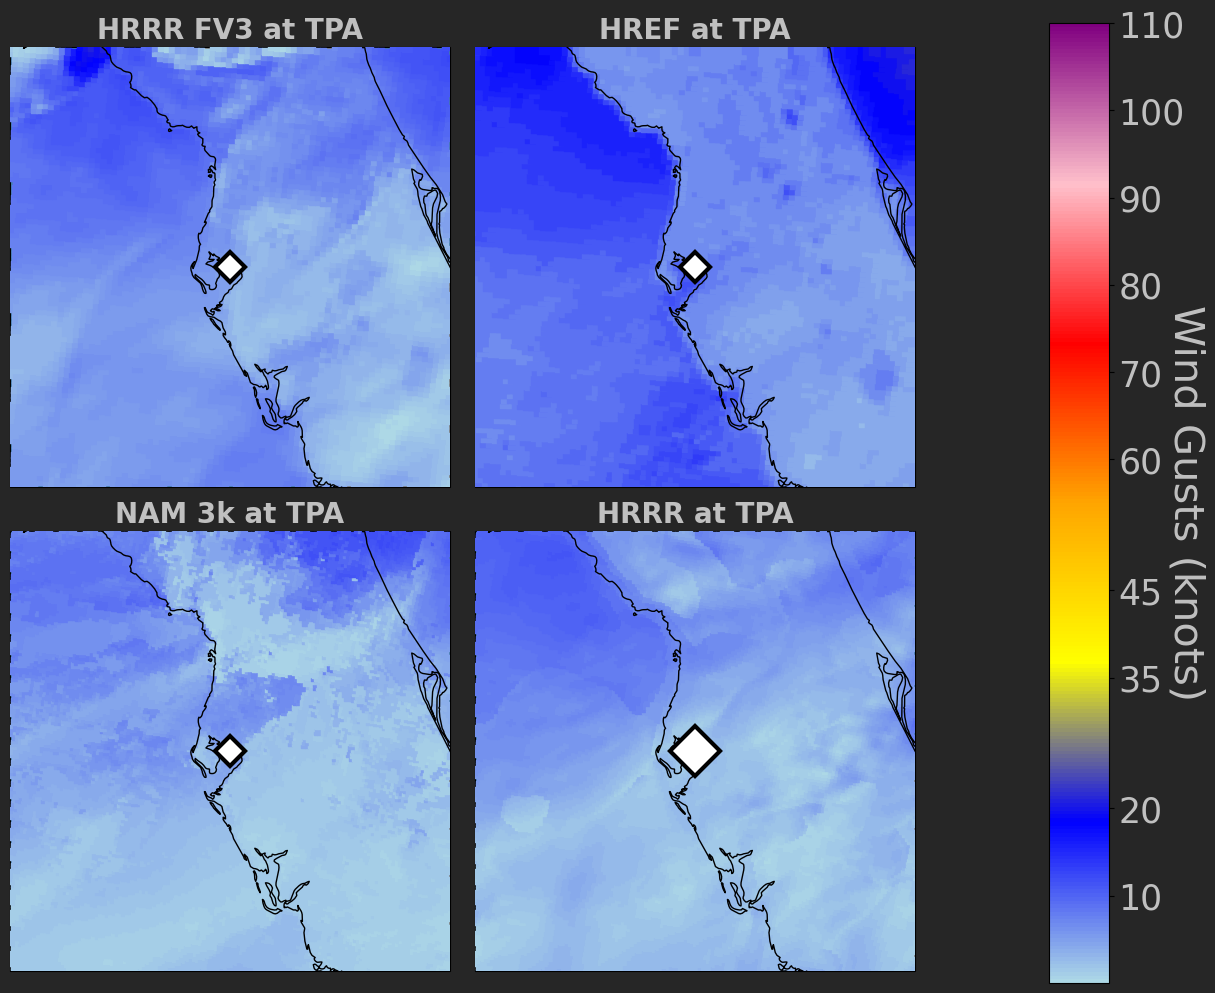 HRRR FV3 at TPA
HREF at TPA
NAM 3k at TPA
HRRR at TPA
110
100
90
80
70
60
45
35
20
10
Wind Gusts (knots)